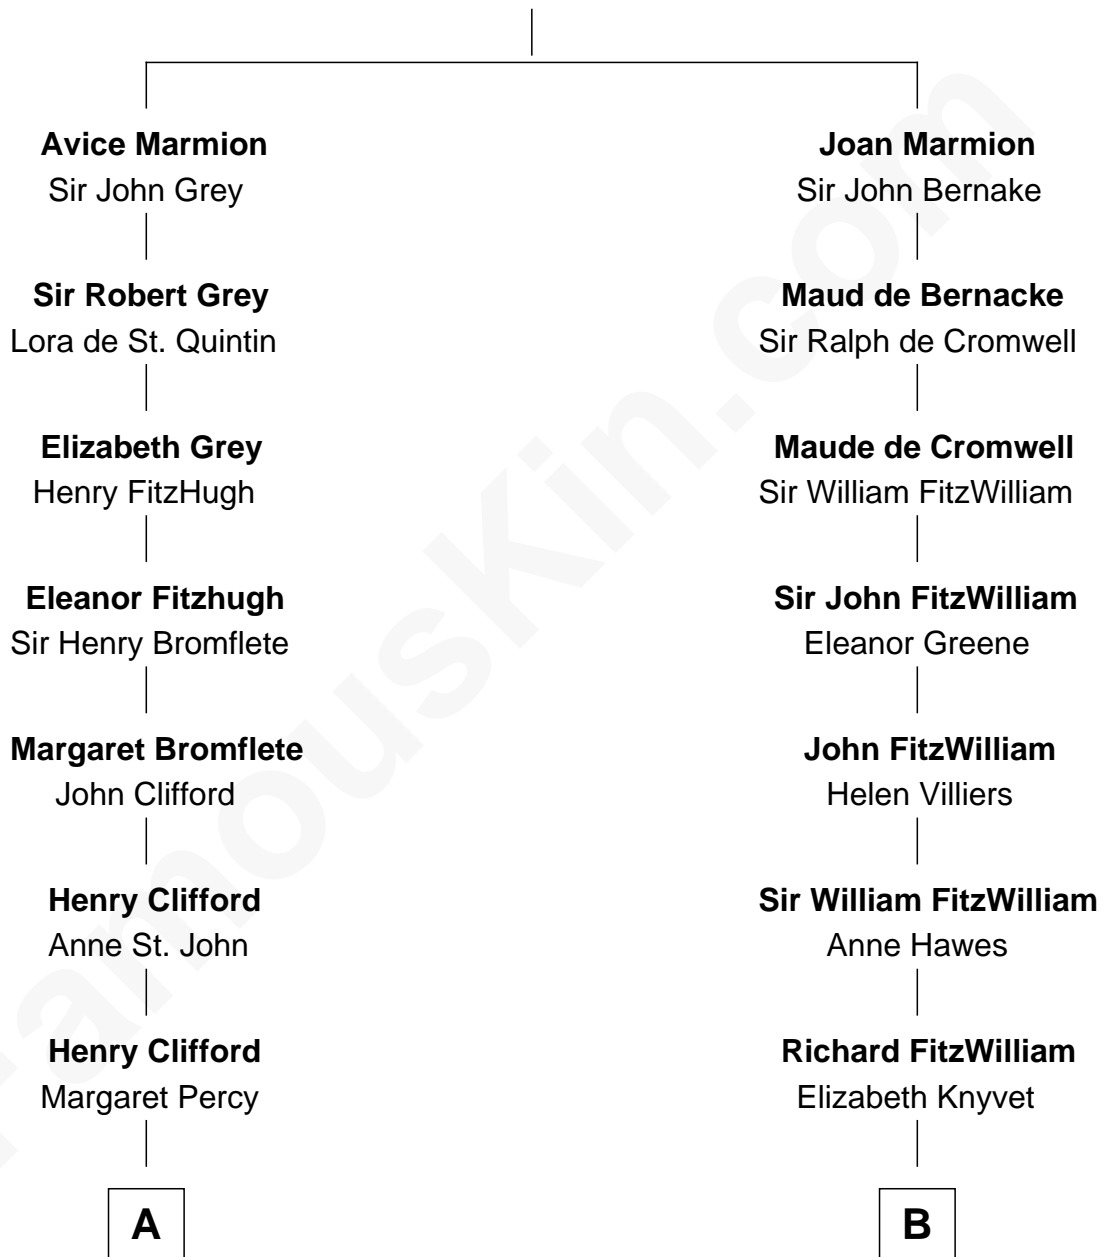 Avice Marmion
Sir John Grey
Joan Marmion
Sir John Bernake
Sir Robert Grey
Lora de St. Quintin
Maud de Bernacke
Sir Ralph de Cromwell
Elizabeth Grey
Henry FitzHugh
Maude de Cromwell
Sir William FitzWilliam
Eleanor Fitzhugh
Sir Henry Bromflete
Sir John FitzWilliam
Eleanor Greene
Margaret Bromflete
John Clifford
John FitzWilliam
Helen Villiers
Henry Clifford
Anne St. John
Sir William FitzWilliam
Anne Hawes
Henry Clifford
Margaret Percy
Richard FitzWilliam
Elizabeth Knyvet
A
B
FamousKin.com